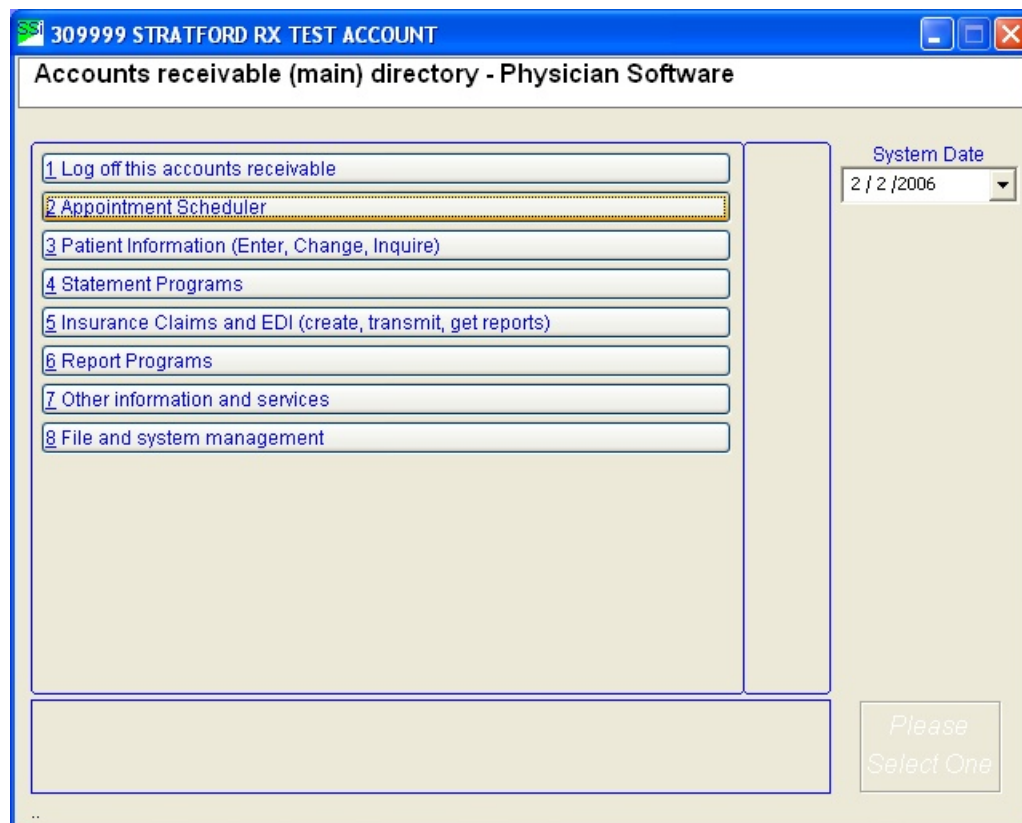 SSi 309999 STRATFORD RX TEST ACCOUNT
Accounts receivable (main) directory - Physician Software
System Date
2 / 2 /2006
1 Log off this accounts receivable
2 Appointment Scheduler
3 Patient Information (Enter, Change, Inquire)
4 Statement Programs
5 Insurance Claims and EDI (create, transmit, get reports)
6 Report Programs
7 Other information and services
8 File and system management
Please
Select One
..